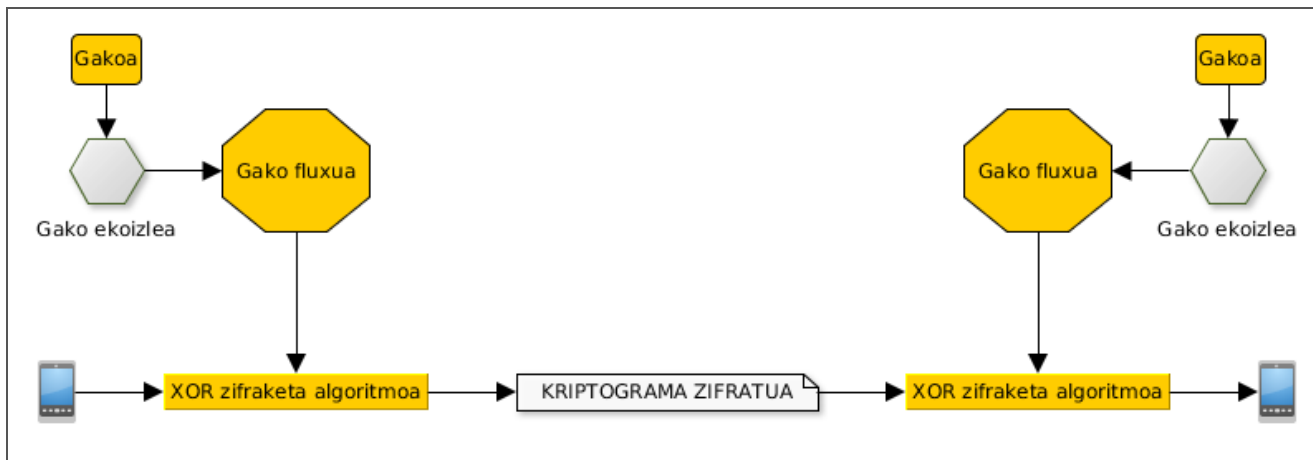 Gakoa
Gakoa
Gako fluxua
Gako fluxua
Gako ekoizlea
Gako ekoizlea
XOR zifraketa algoritmoa
KRIPTOGRAMA ZIFRATUA
XOR zifraketa algoritmoa